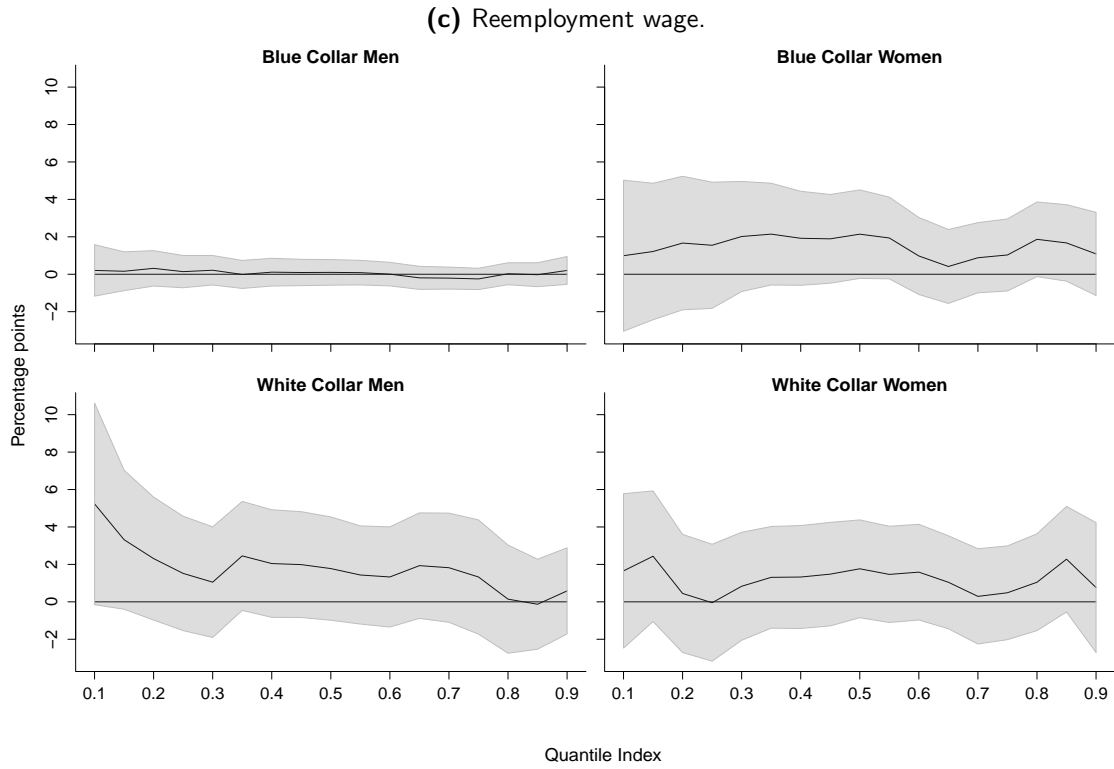 (c) Reemployment wage.
Blue Collar Men
Blue Collar Women
10
8
6
4
2
0
−2
White Collar Men
White Collar Women
10
8
6
4
2
0
−2
0.1 0.2 0.3 0.4 0.5 0.6 0.7 0.8 0.9
0.1 0.2 0.3 0.4 0.5 0.6 0.7 0.8 0.9
Percentage points
Quantile Index